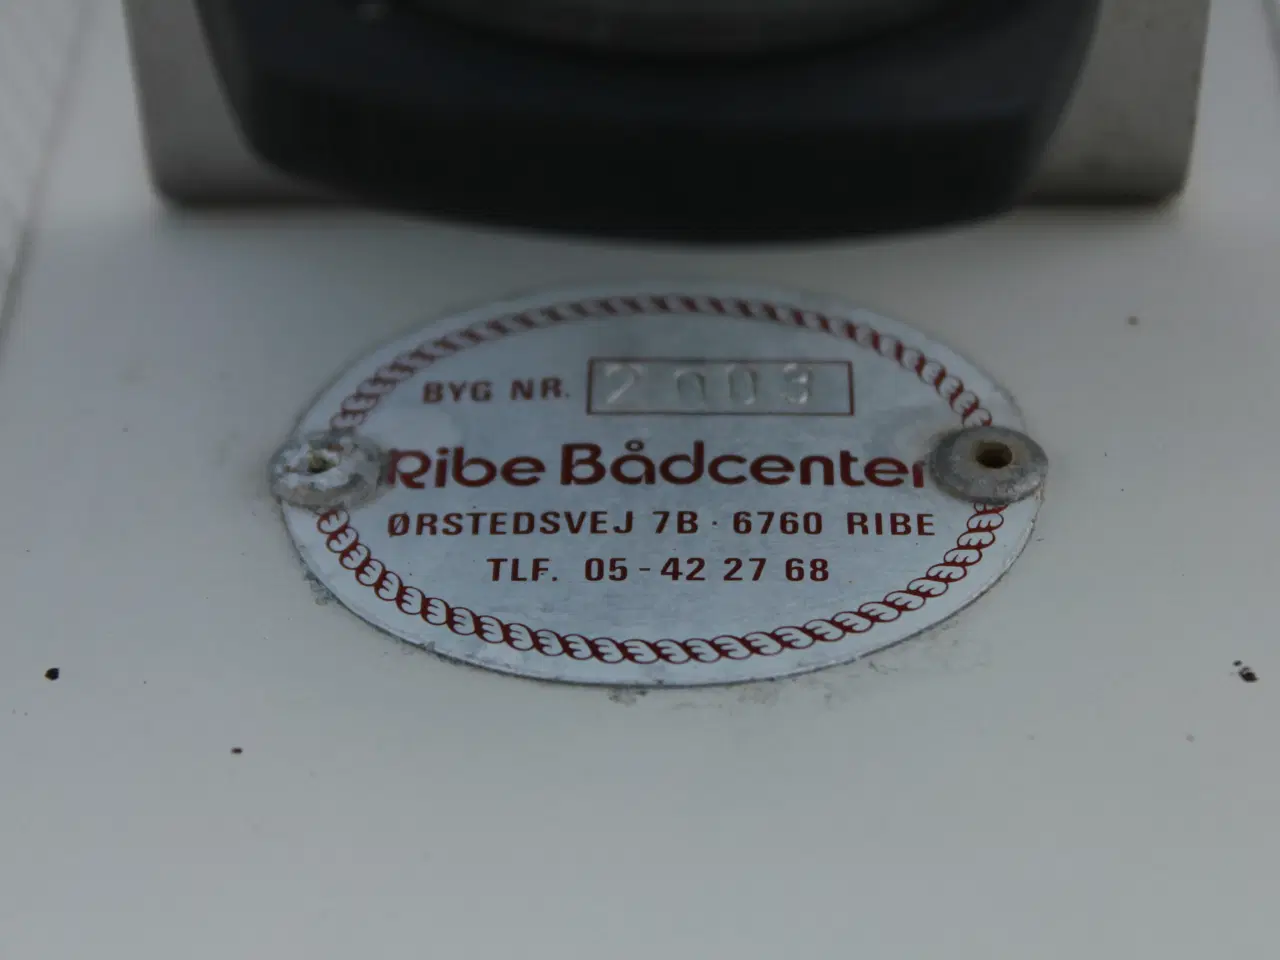 BYG NR. 2003
Ribe Bådcenter
ØRSTEDSVEJ 7B · 6760 RIBE
TLF. 05 - 42 27 68